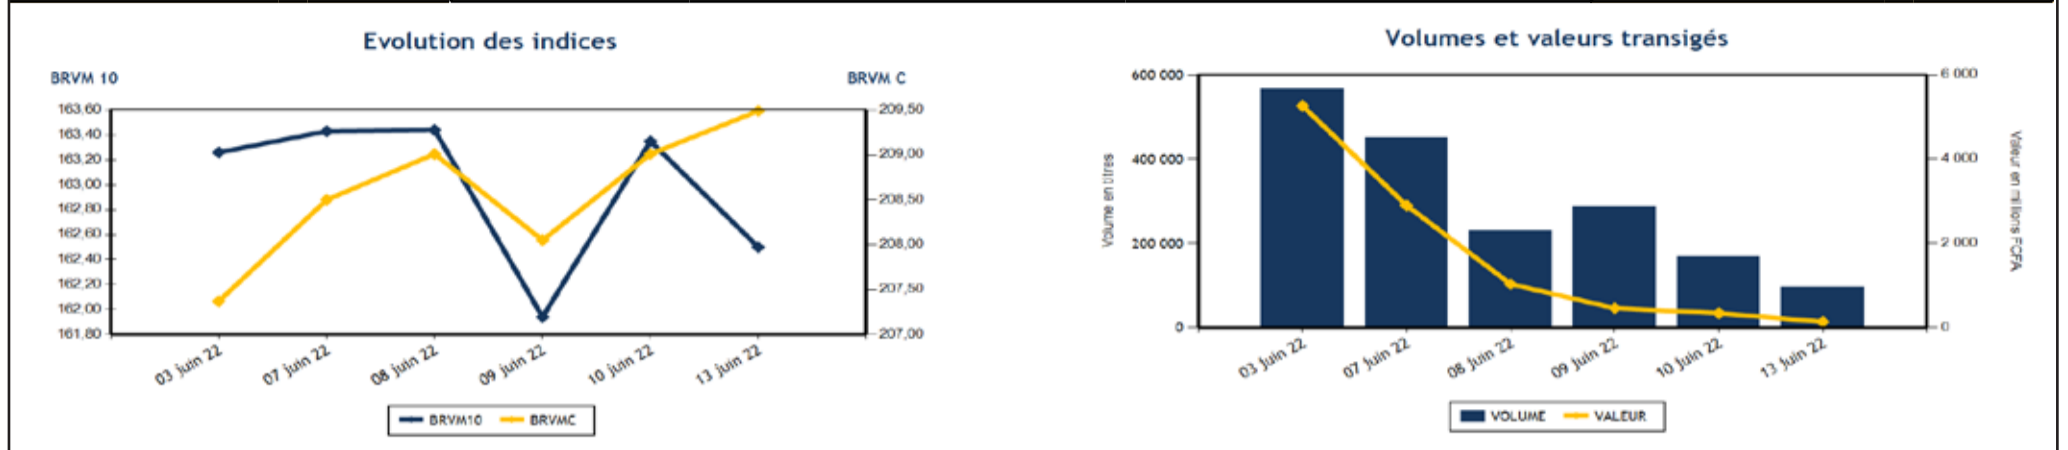 Evolution des indices
BRVM 10
BRVM C
163,60
163,40
163,20
163,00
162,80
162,60
162,40
162,20
162,00
161,80
209,50
209,00
208,50
208,00
207,50
207,00
03 juin 22
07 juin 22
08 juin 22
09 juin 22
10 juin 22
13 juin 22
BRVM10
BRVMC
Volumes et valeurs transigés
Volume en titres
600 000
400 000
200 000
0
6 000
4 000
2 000
0
Valeur en millions FCFA
03 juin 22
07 juin 22
08 juin 22
09 juin 22
10 juin 22
13 juin 22
VOLUME
VALEUR